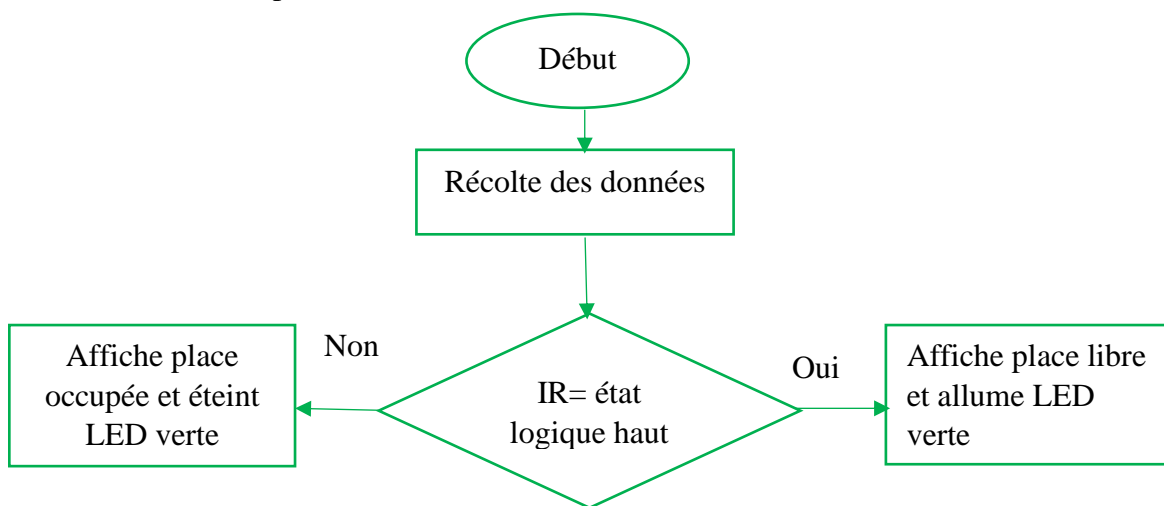 Début
Récolte des données
Non
Affiche place
occupée et éteint
LED verte
IR= état
logique haut
Oui
Affiche place libre
et allume LED
verte